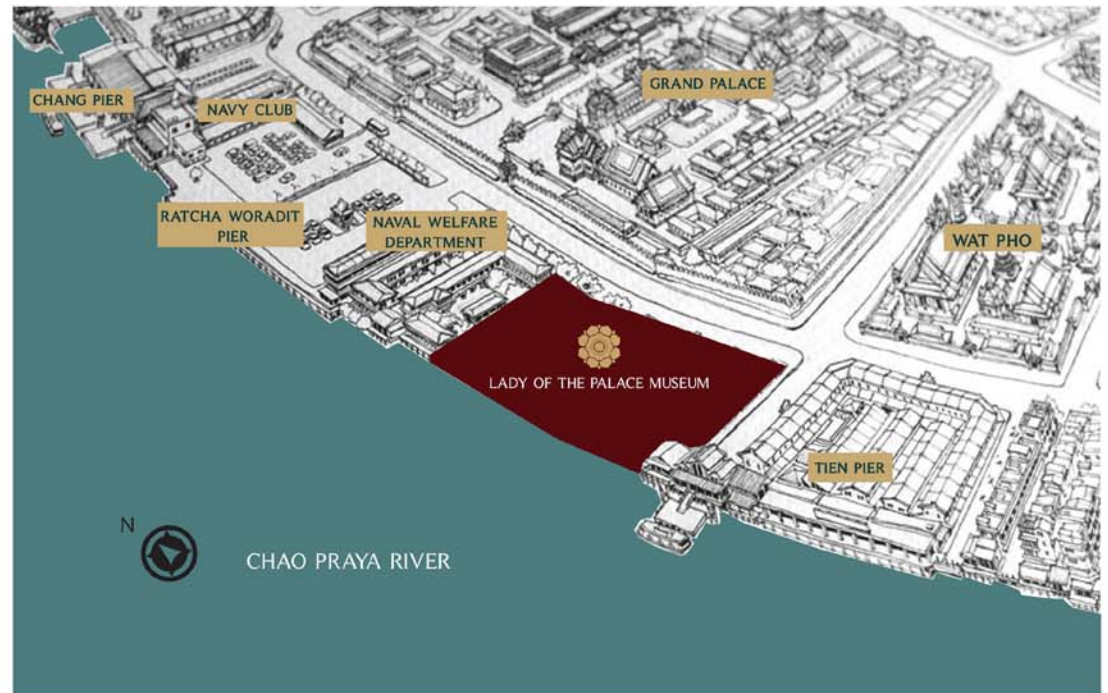 GRAND PALACE
CHANG PIER
NAVY CLUB
RATCHA WORADIT
PIER
NAVAL WELFARE
DEPARTMENT
WAT PHO
LADY OF THE PALACE MUSEUM
TIEN PIER
N
CHAO PRAYA RIVER